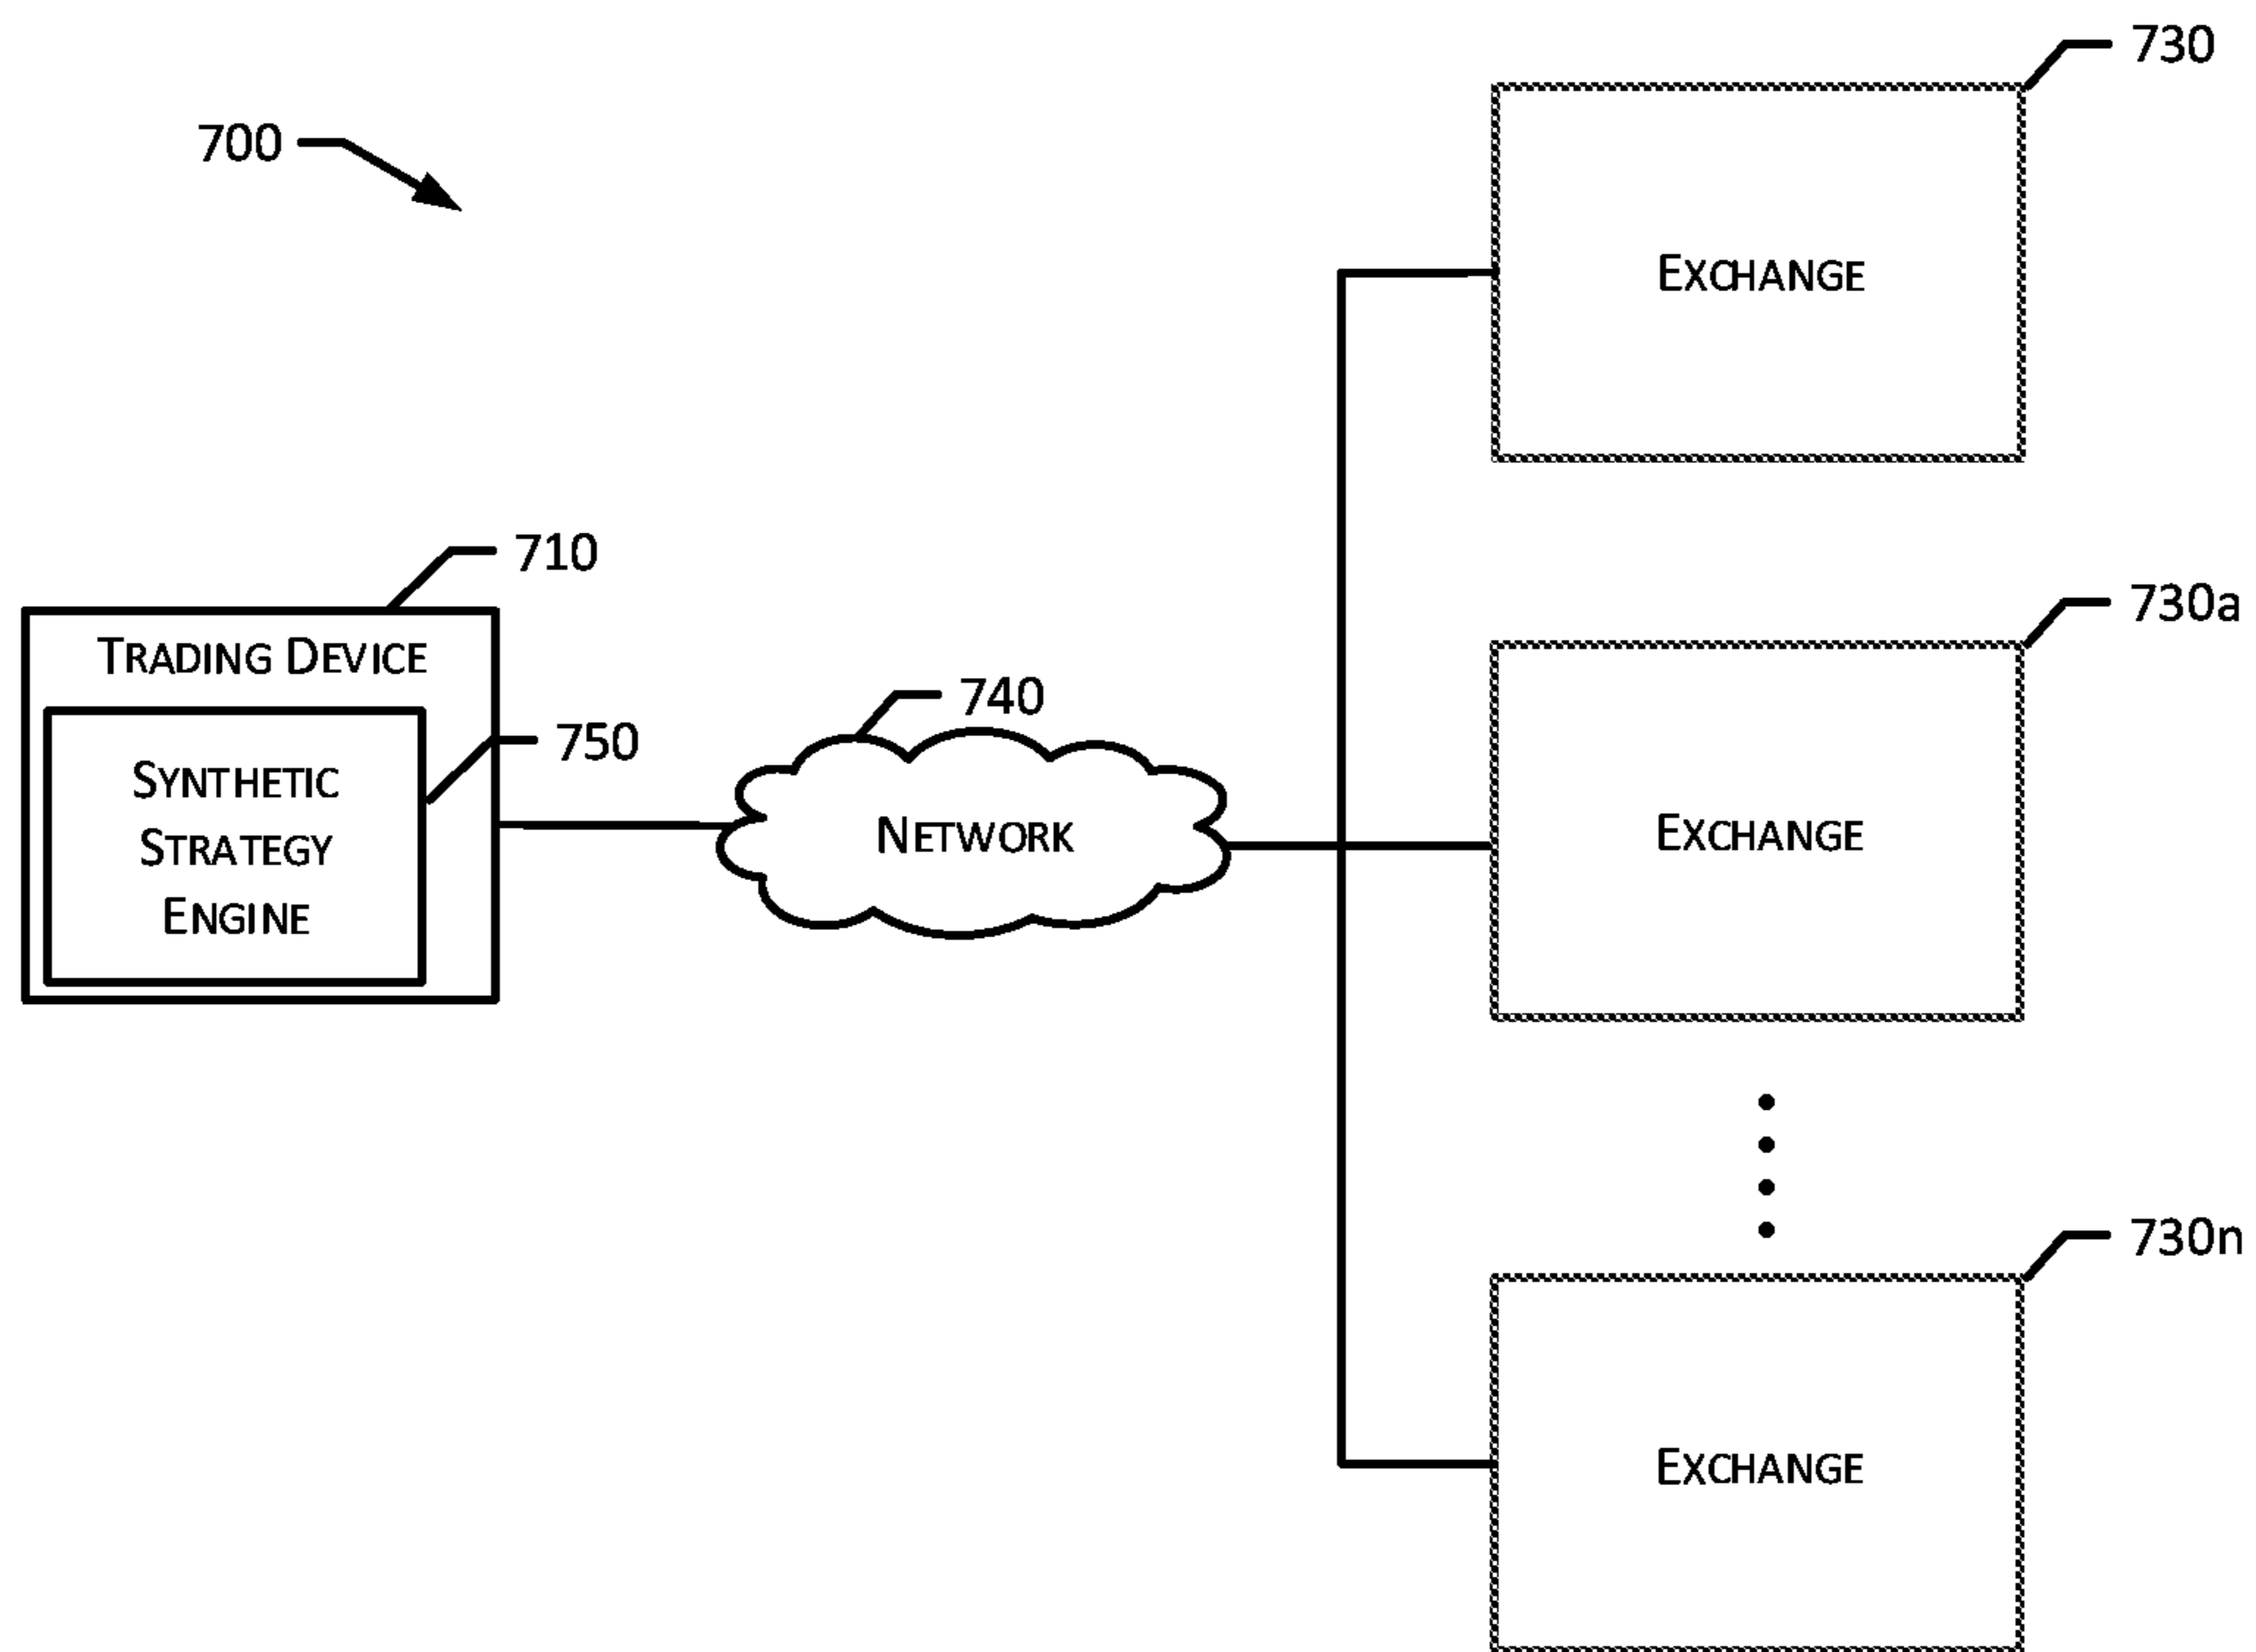 730
700
EXCHANGE
710
730a
TRADING DEVICE
740
750
SYNTHETIC
STRATEGY
ENGINE
NETWORK
EXCHANGE
730n
EXCHANGE